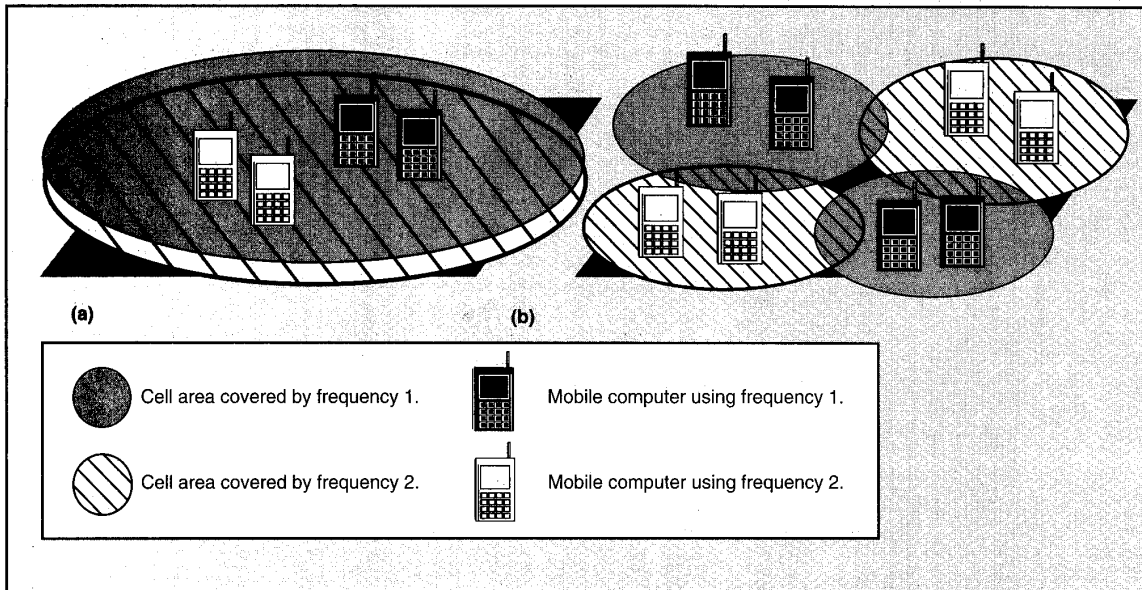 (a)
(b)
Cell area covered by frequency 1.
Mobile computer using frequency 1.
Cell area covered by frequency 2.
Mobile computer using frequency 2.